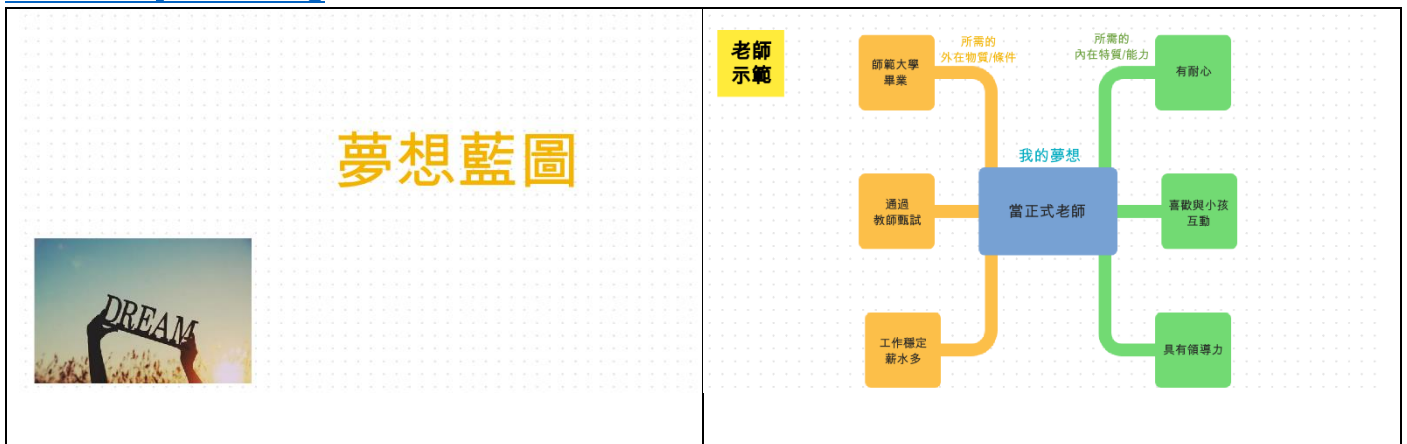 夢想藍圖
DREAM
老師
示範
所需的
外在物質/條件
所需的
內在特質/能力
師範大學
畢業
有耐心
我的夢想
通過
教師甄試
當正式老師
喜歡與小孩
互動
工作穩定
薪水多
具有領導力